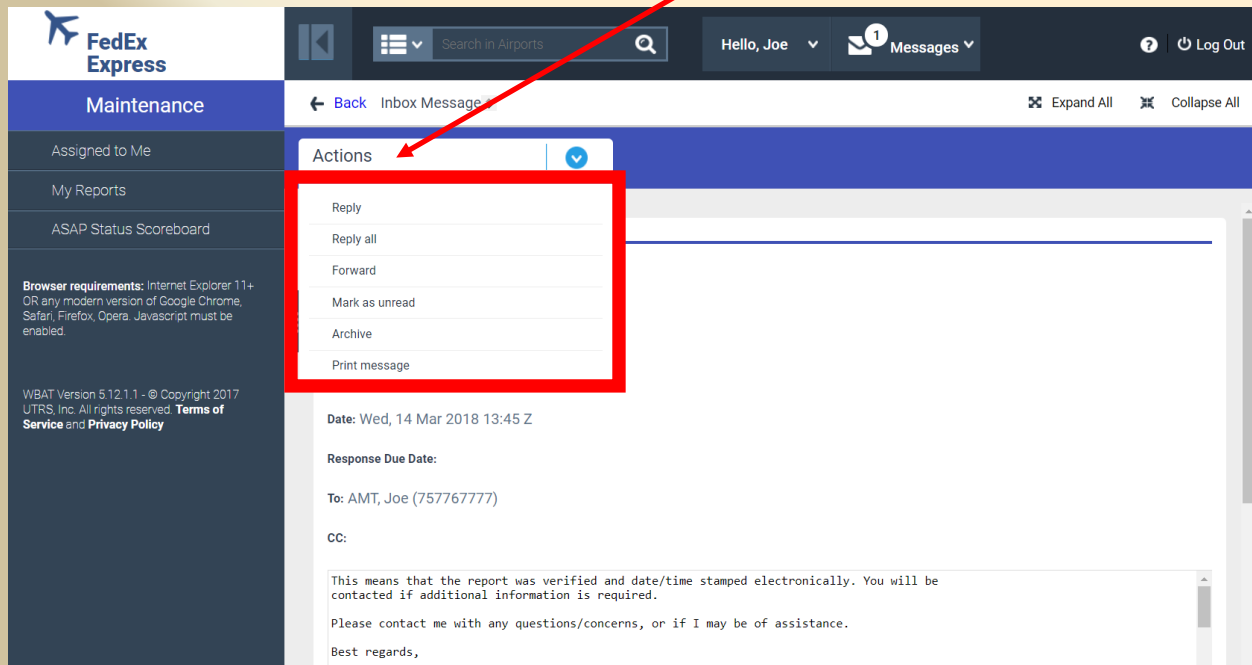 FedEx
Express
Search in Airports
Hello, Joe
1
Messages
? Log Out
Maintenance
Back Inbox Message
Expand All Collapse All
Assigned to Me
My Reports
ASAP Status Scoreboard
Browser requirements: Internet Explorer 11+
OR any modern version of Google Chrome,
Safari, Firefox, Opera. Javascript must be
enabled.
WBAT Version 5.12.1.1 - © Copyright 2017
UTRS, Inc. All rights reserved. Terms of
Service and Privacy Policy
Actions
Reply
Reply all
Forward
Mark as unread
Archive
Print message
Date: Wed, 14 Mar 2018 13:45 Z
Response Due Date:
To: AMT, Joe (757767777)
CC:
This means that the report was verified and date/time stamped electronically. You will be
contacted if additional information is required.
Please contact me with any questions/concerns, or if I may be of assistance.
Best regards,